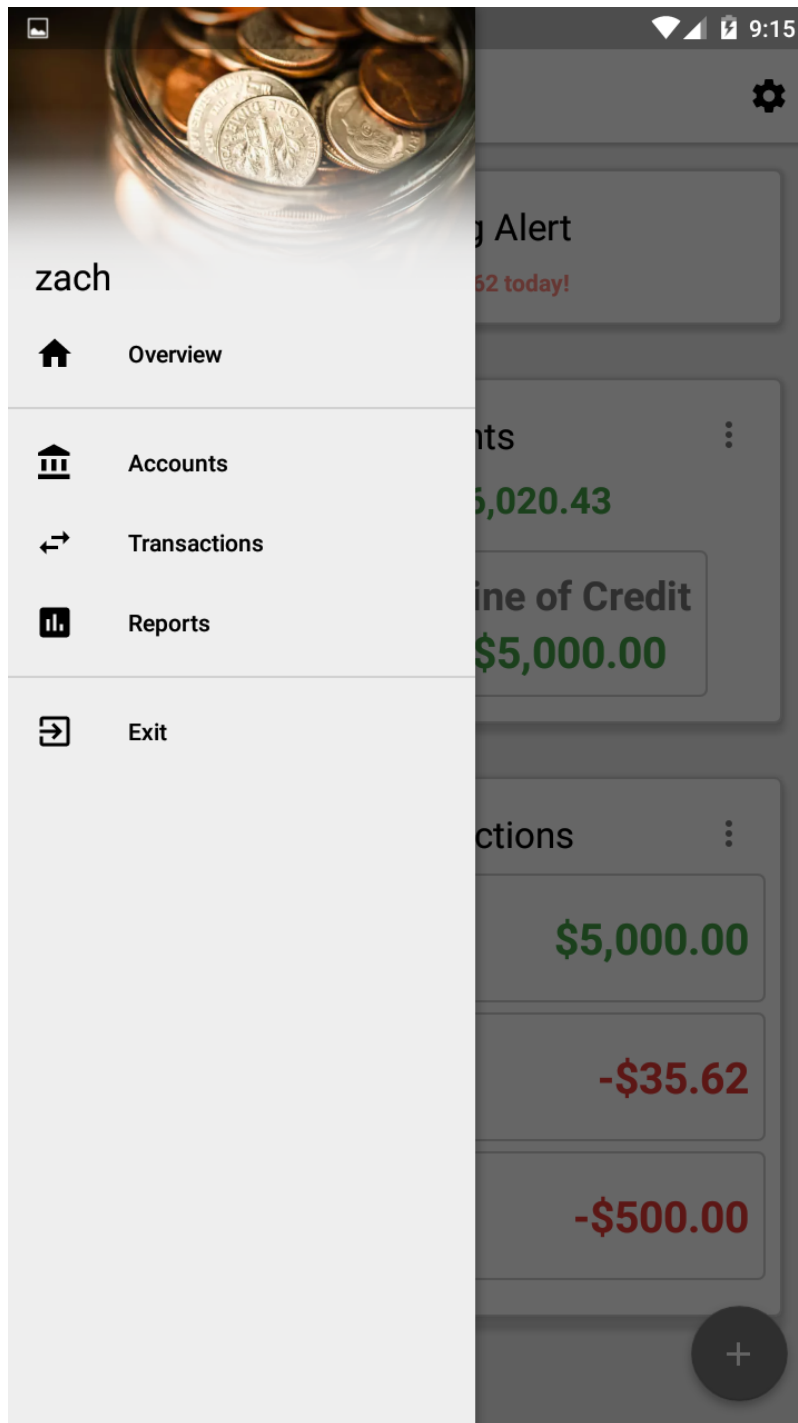 9:15
g Alert
62 today!
zach
Overview
nts
Accounts
6,020.43
Transactions
ine of Credit
Reports
$5,000.00
Exit
ctions
$5,000.00
-$35.62
-$500.00
+